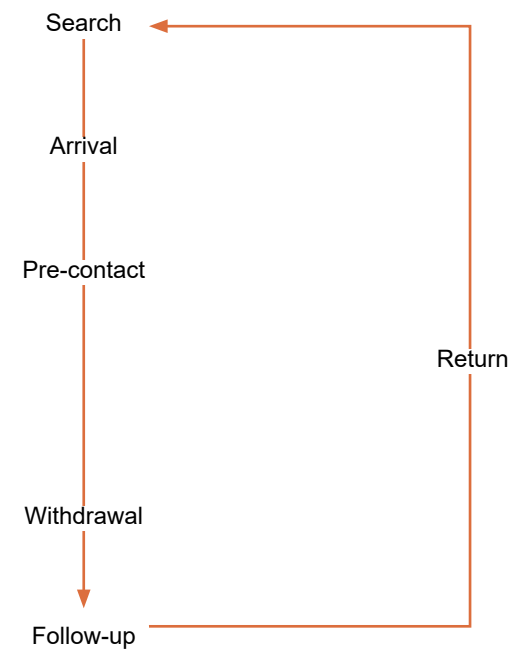 Search
Arrival
Pre-contact
Return
Withdrawal
Follow-up